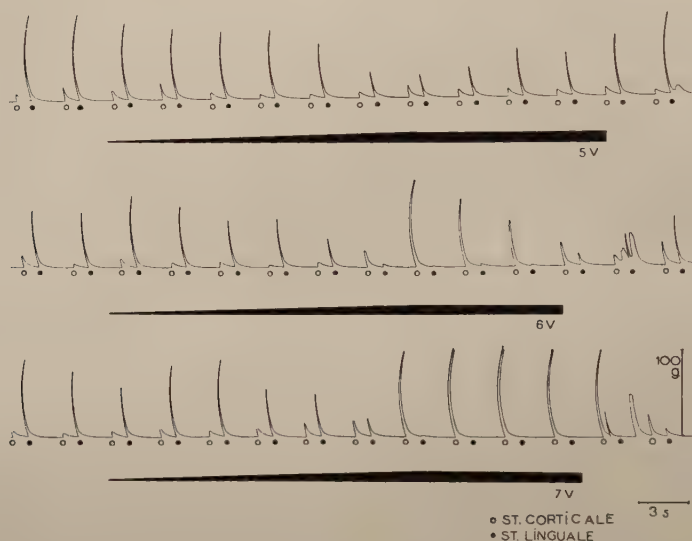 5 V
6 V
100
g
7 V
3 s
o ST. CORTICALE
• ST. LINGUALE